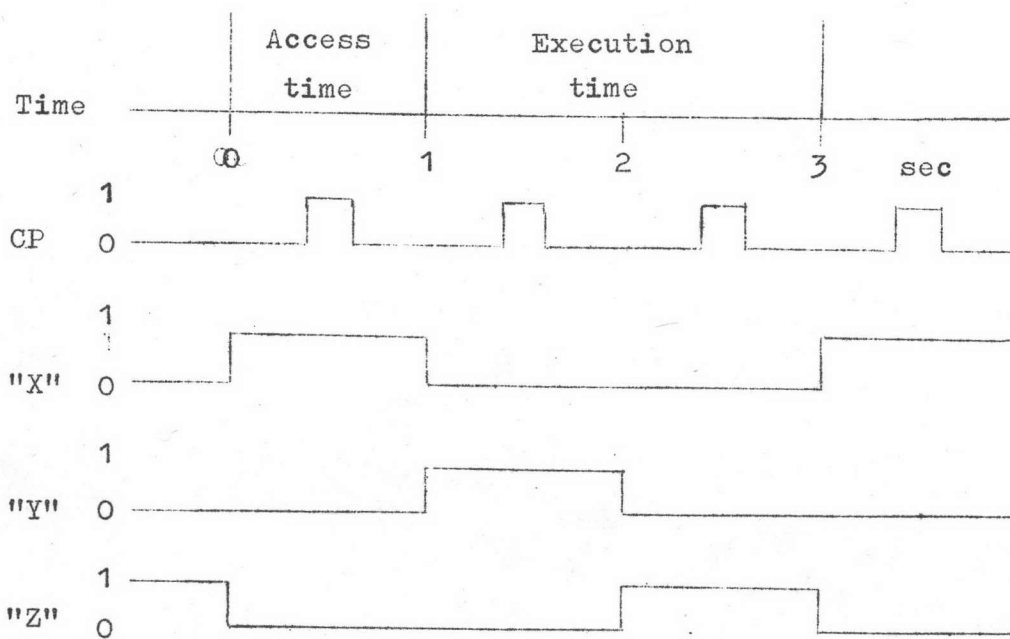 Access Execution
time time
Time
0 1 2 3 sec
1
CP 0
1
"X" 0
1
"Y" 0
1
"Z" 0